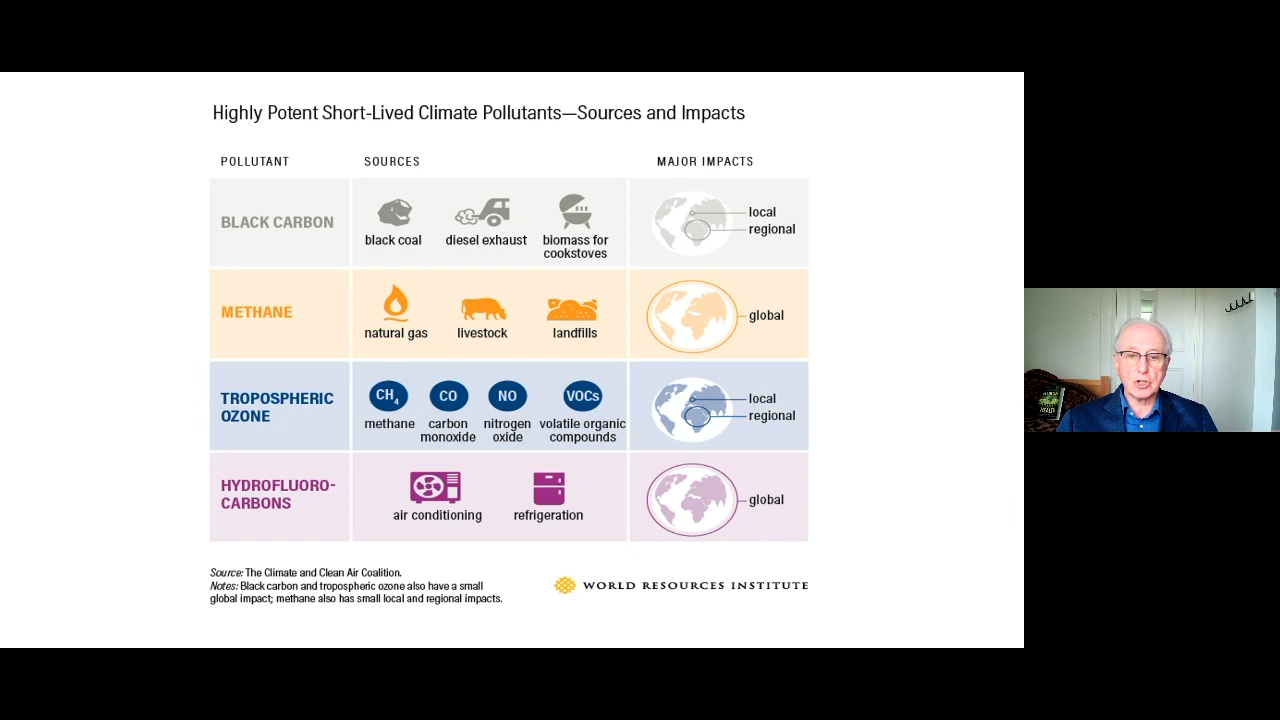 Highly Potent Short-Lived Climate Pollutants—Sources and Impacts
POLLUTANT
SOURCES
MAJOR IMPACTS
BLACK CARBON
black coal
diesel exhaust
biomass for
cookstoves
local
regional
METHANE
natural gas
livestock
landfills
global
TROPOSPHERIC
OZONE
CH4
CO
NO
VOCs
methane
carbon
monoxide
nitrogen
oxide
volatile organic
compounds
local
regional
HYDROFLUORO-
CARBONS
air conditioning
refrigeration
global
Source: The Climate and Clean Air Coalition.
Notes: Black carbon and tropospheric ozone also have a small
global impact; methane also has small local and regional impacts.
WORLD RESOURCES INSTITUTE